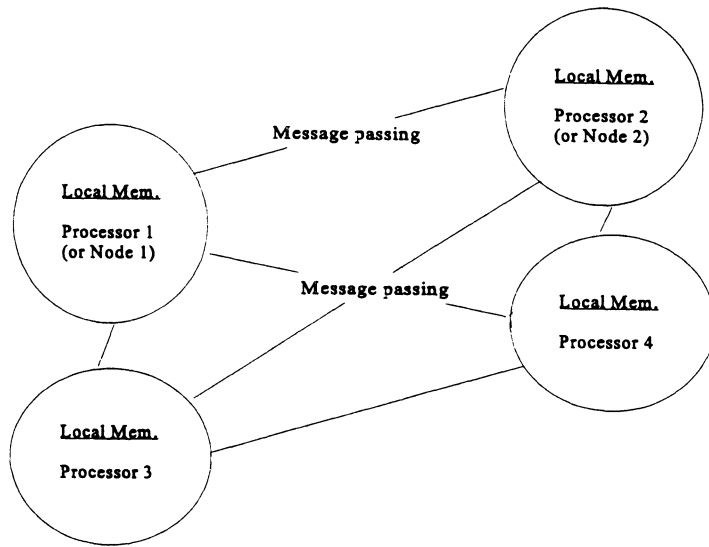 Local Mem.
Processor 2
(or Node 2)
Message passing
Local Mem.
Processor 1
(or Node 1)
Message passing
Local Mem.
Processor 4
Local Mem.
Processor 3